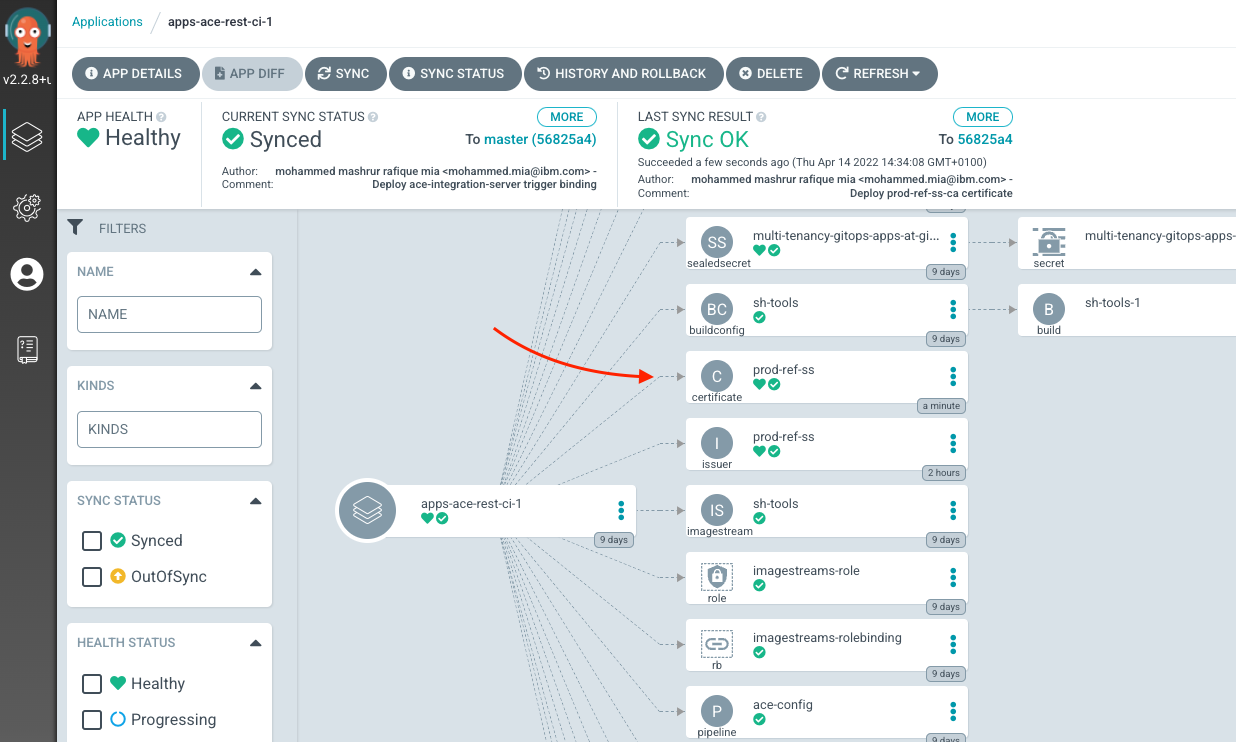 Applications / apps-ace-rest-ci-1
v2.2.8+u
APP DETAILS
APP DIFF
SYNC
SYNC STATUS
HISTORY AND ROLLBACK
DELETE
REFRESH
APP HEALTH
Healthy
CURRENT SYNC STATUS
MORE
Synced
To master (56825a4)
Author: mohammed mashrur rafique mia <mohammed.mia@ibm.com> -
Comment: Deploy ace-integration-server trigger binding
LAST SYNC RESULT
MORE
Sync OK
To 56825a4
Succeeded a few seconds ago (Thu Apr 14 2022 14:34:08 GMT+0100)
Author: mohammed mashrur rafique mia <mohammed.mia@ibm.com> -
Comment: Deploy prod-ref-ss-ca certificate
FILTERS
NAME
NAME
KINDS
KINDS
SYNC STATUS
Synced
OutOfSync
HEALTH STATUS
Healthy
Progressing
apps-ace-rest-ci-1
9 days
SS
sealedsecret
multi-tenancy-gitops-apps-at-gi...
9 days
secret
multi-tenancy-gitops-apps-
BC
buildconfig
sh-tools
9 days
B
build
sh-tools-1
C
certificate
prod-ref-ss
a minute
I
issuer
prod-ref-ss
2 hours
IS
imagestream
sh-tools
9 days
role
imagestreams-role
9 days
rb
imagestreams-rolebinding
9 days
P
pipeline
ace-config
9 days